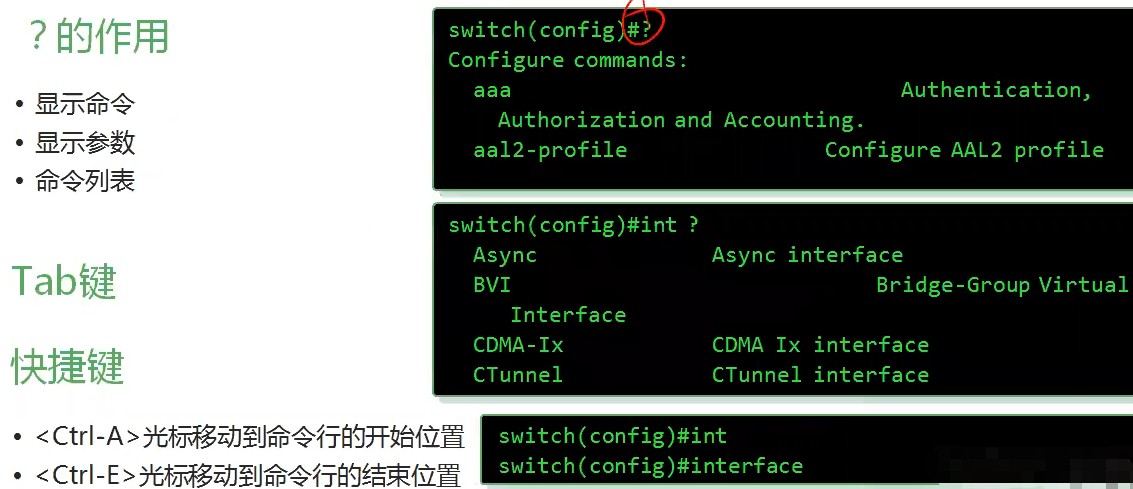 ？的作用
• 显示命令
• 显示参数
• 命令列表
Tab键
快捷键
• <Ctrl-A>光标移动到命令行的开始位置
• <Ctrl-E>光标移动到命令行的结束位置
switch(config)#?
Configure commands:
aaa Authentication,
Authorization and Accounting.
aal2-profile Configure AAL2 profile
switch(config)#int ?
Async Async interface
BVI Bridge-Group Virtual
Interface
CDMA-Ix CDMA Ix interface
CTunnel CTunnel interface
switch(config)#int
switch(config)#interface